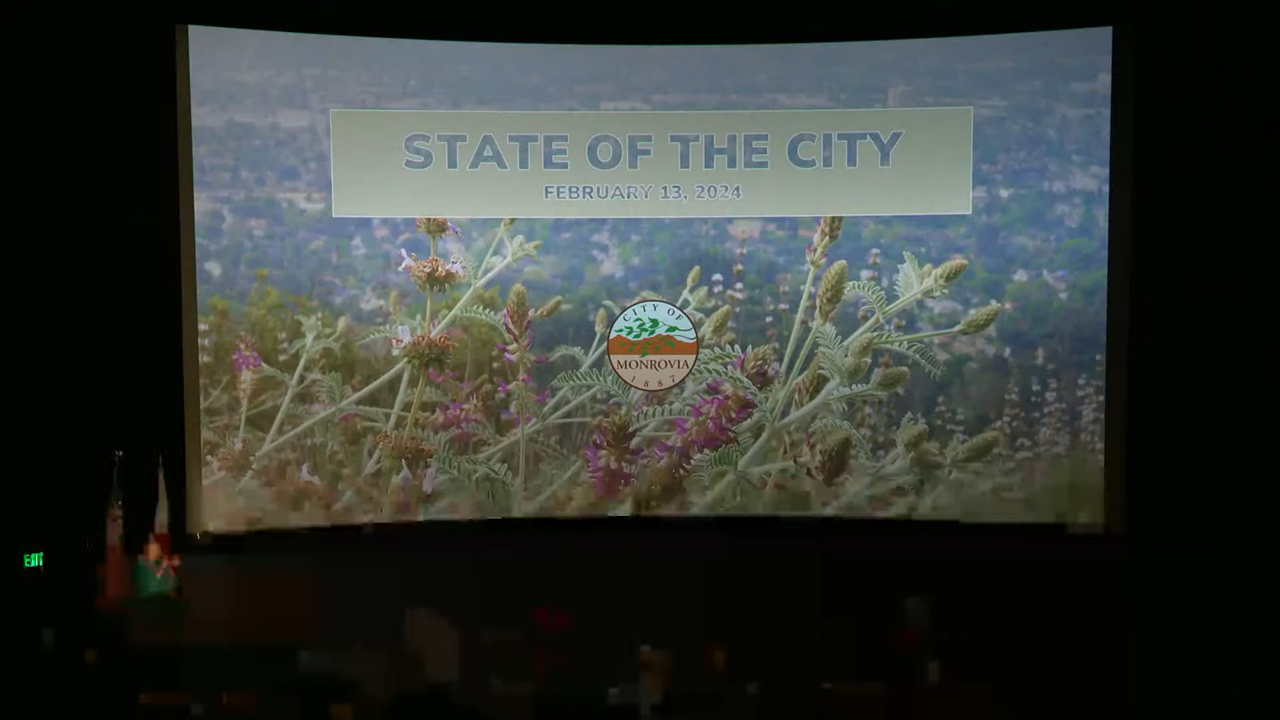 STATE OF THE CITY
FEBRUARY 13, 2024
CITY OF
MONROVIA
1887
EXIT